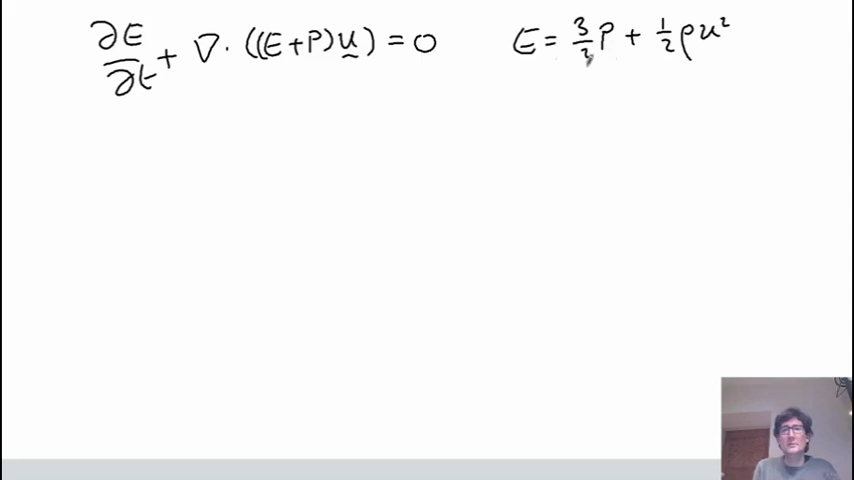 ∂E/∂t + ∇·((E+P)u) = 0    E = 3/2 P + 1/2 ρu²